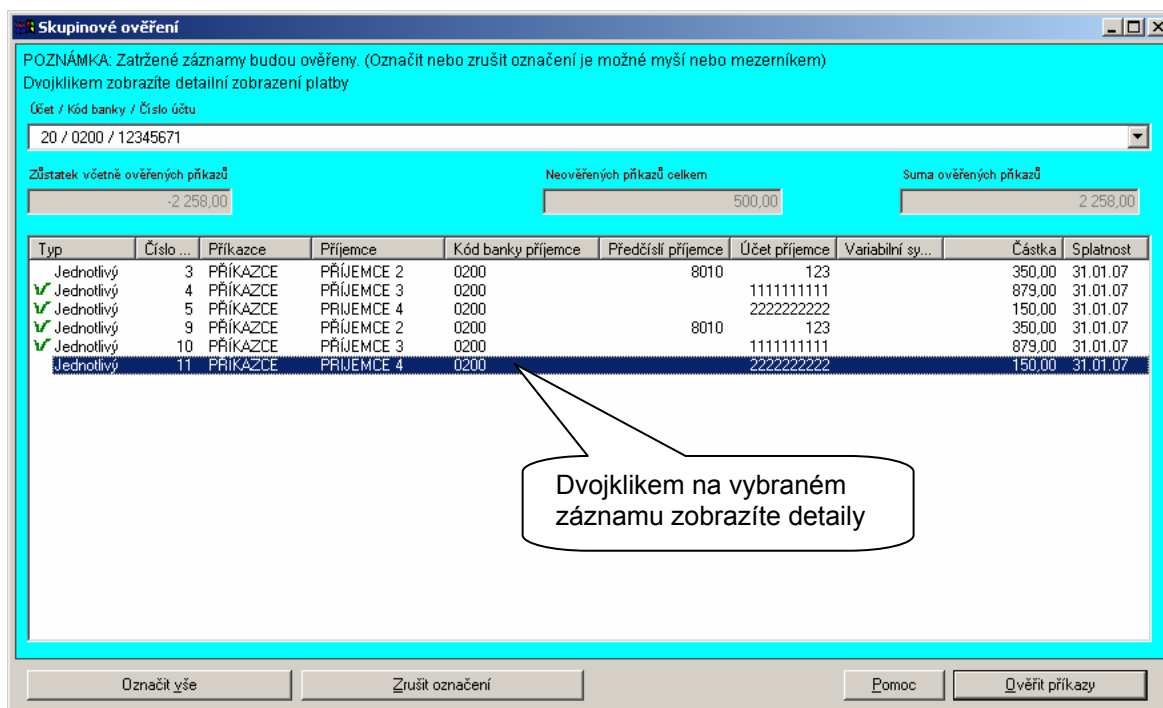 Skupinové ověření
POZNÁMKA: Zatržené záznamy budou ověřeny. (Označit nebo zrušit označení je možné myší nebo mezerníkem)
Dvojklikem zobrazíte detailní zobrazení platby
Účet / Kód banky / Číslo účtu
20 / 0200 / 12345671
Zůstatek včetně ověřených příkazů Neověřených příkazů celkem Suma ověřených příkazů
-2 258,00 500,00 2 258,00
Typ Číslo ... Příkazce Příjemce Kód banky příjemce Předčíslí příjemce Účet příjemce Variabilní sy... Částka Splatnost
Jednotlivý 3 PŘÍKAZCE PŘÍJEMCE 2 0200 8010 123 350,00 31.01.07
Jednotlivý 4 PŘÍKAZCE PŘÍJEMCE 3 0200 1111111111 879,00 31.01.07
Jednotlivý 5 PŘÍKAZCE PŘÍJEMCE 4 0200 2222222222 150,00 31.01.07
Jednotlivý 9 PŘÍKAZCE PŘÍJEMCE 2 0200 8010 123 350,00 31.01.07
Jednotlivý 10 PŘÍKAZCE PŘÍJEMCE 3 0200 1111111111 879,00 31.01.07
Jednotlivý 11 PŘÍKAZCE PŘÍJEMCE 4 0200 2222222222 150,00 31.01.07
Dvojklikem na vybraném
záznamu zobrazíte detaily
Označit vše Zrušit označení Pomoc Ověřit příkazy